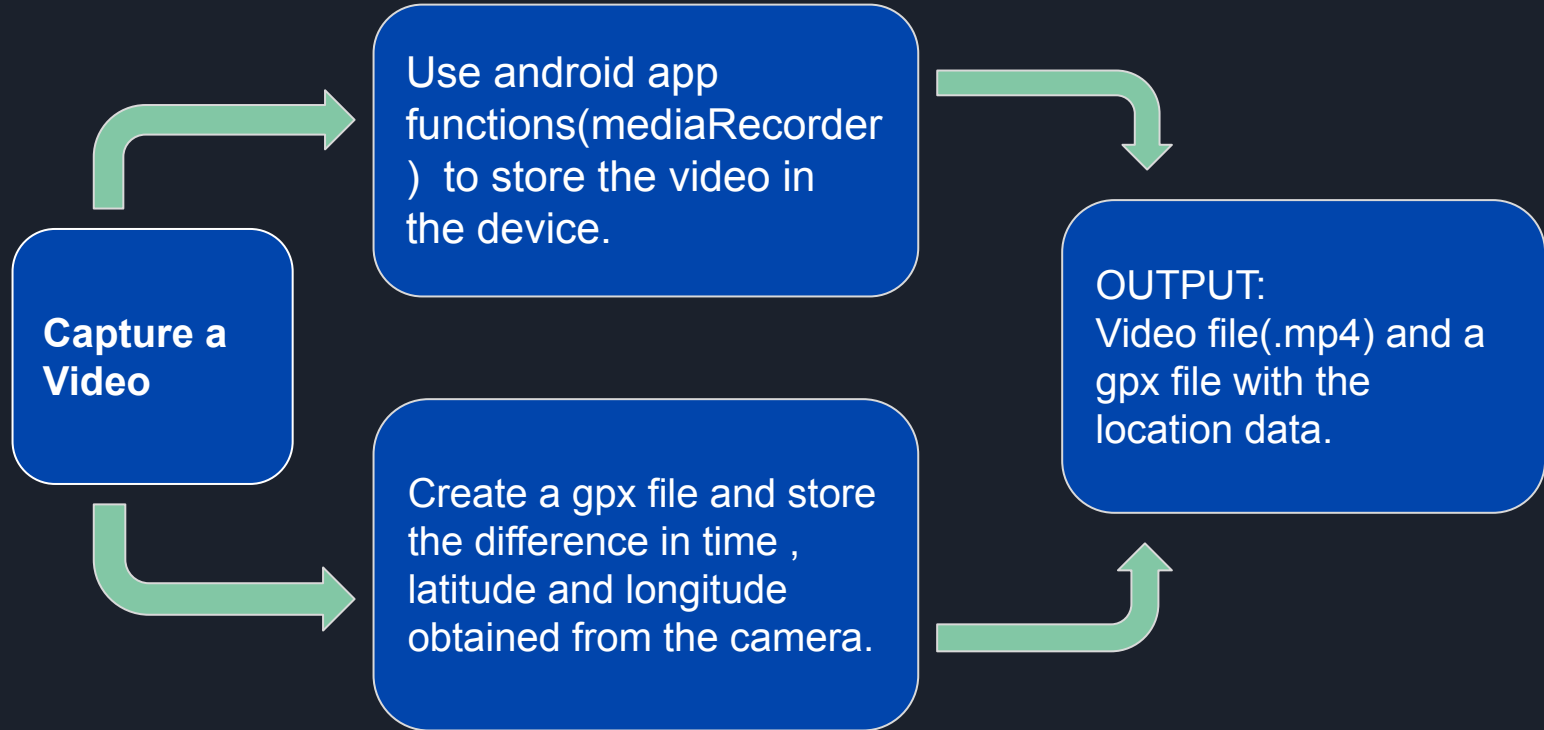 Capture a
Video
Use android app
functions(mediaRecorder
) to store the video in
the device.
Create a gpx file and store
the difference in time ,
latitude and longitude
obtained from the camera.
OUTPUT:
Video file(.mp4) and a
gpx file with the
location data.